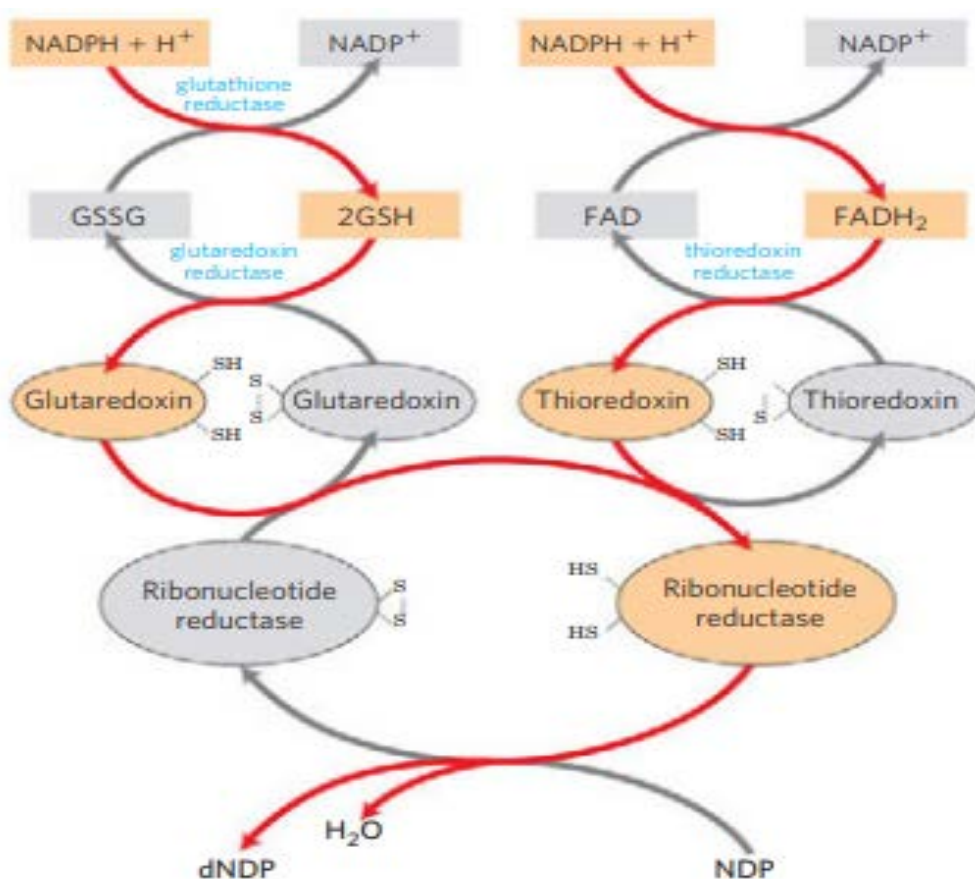 NADPH + H⁺
NADP⁺
NADPH + H⁺
NADP⁺
glutathione
reductase
GSSG
2GSH
FAD
FADH₂
glutaredoxin
reductase
thioredoxin
reductase
SH
S
SH
Glutaredoxin
Glutaredoxin
Thioredoxin
Thioredoxin
SH
S
SH
S
Ribonucleotide
reductase
S
S
HS
HS
Ribonucleotide
reductase
H₂O
dNDP
NDP